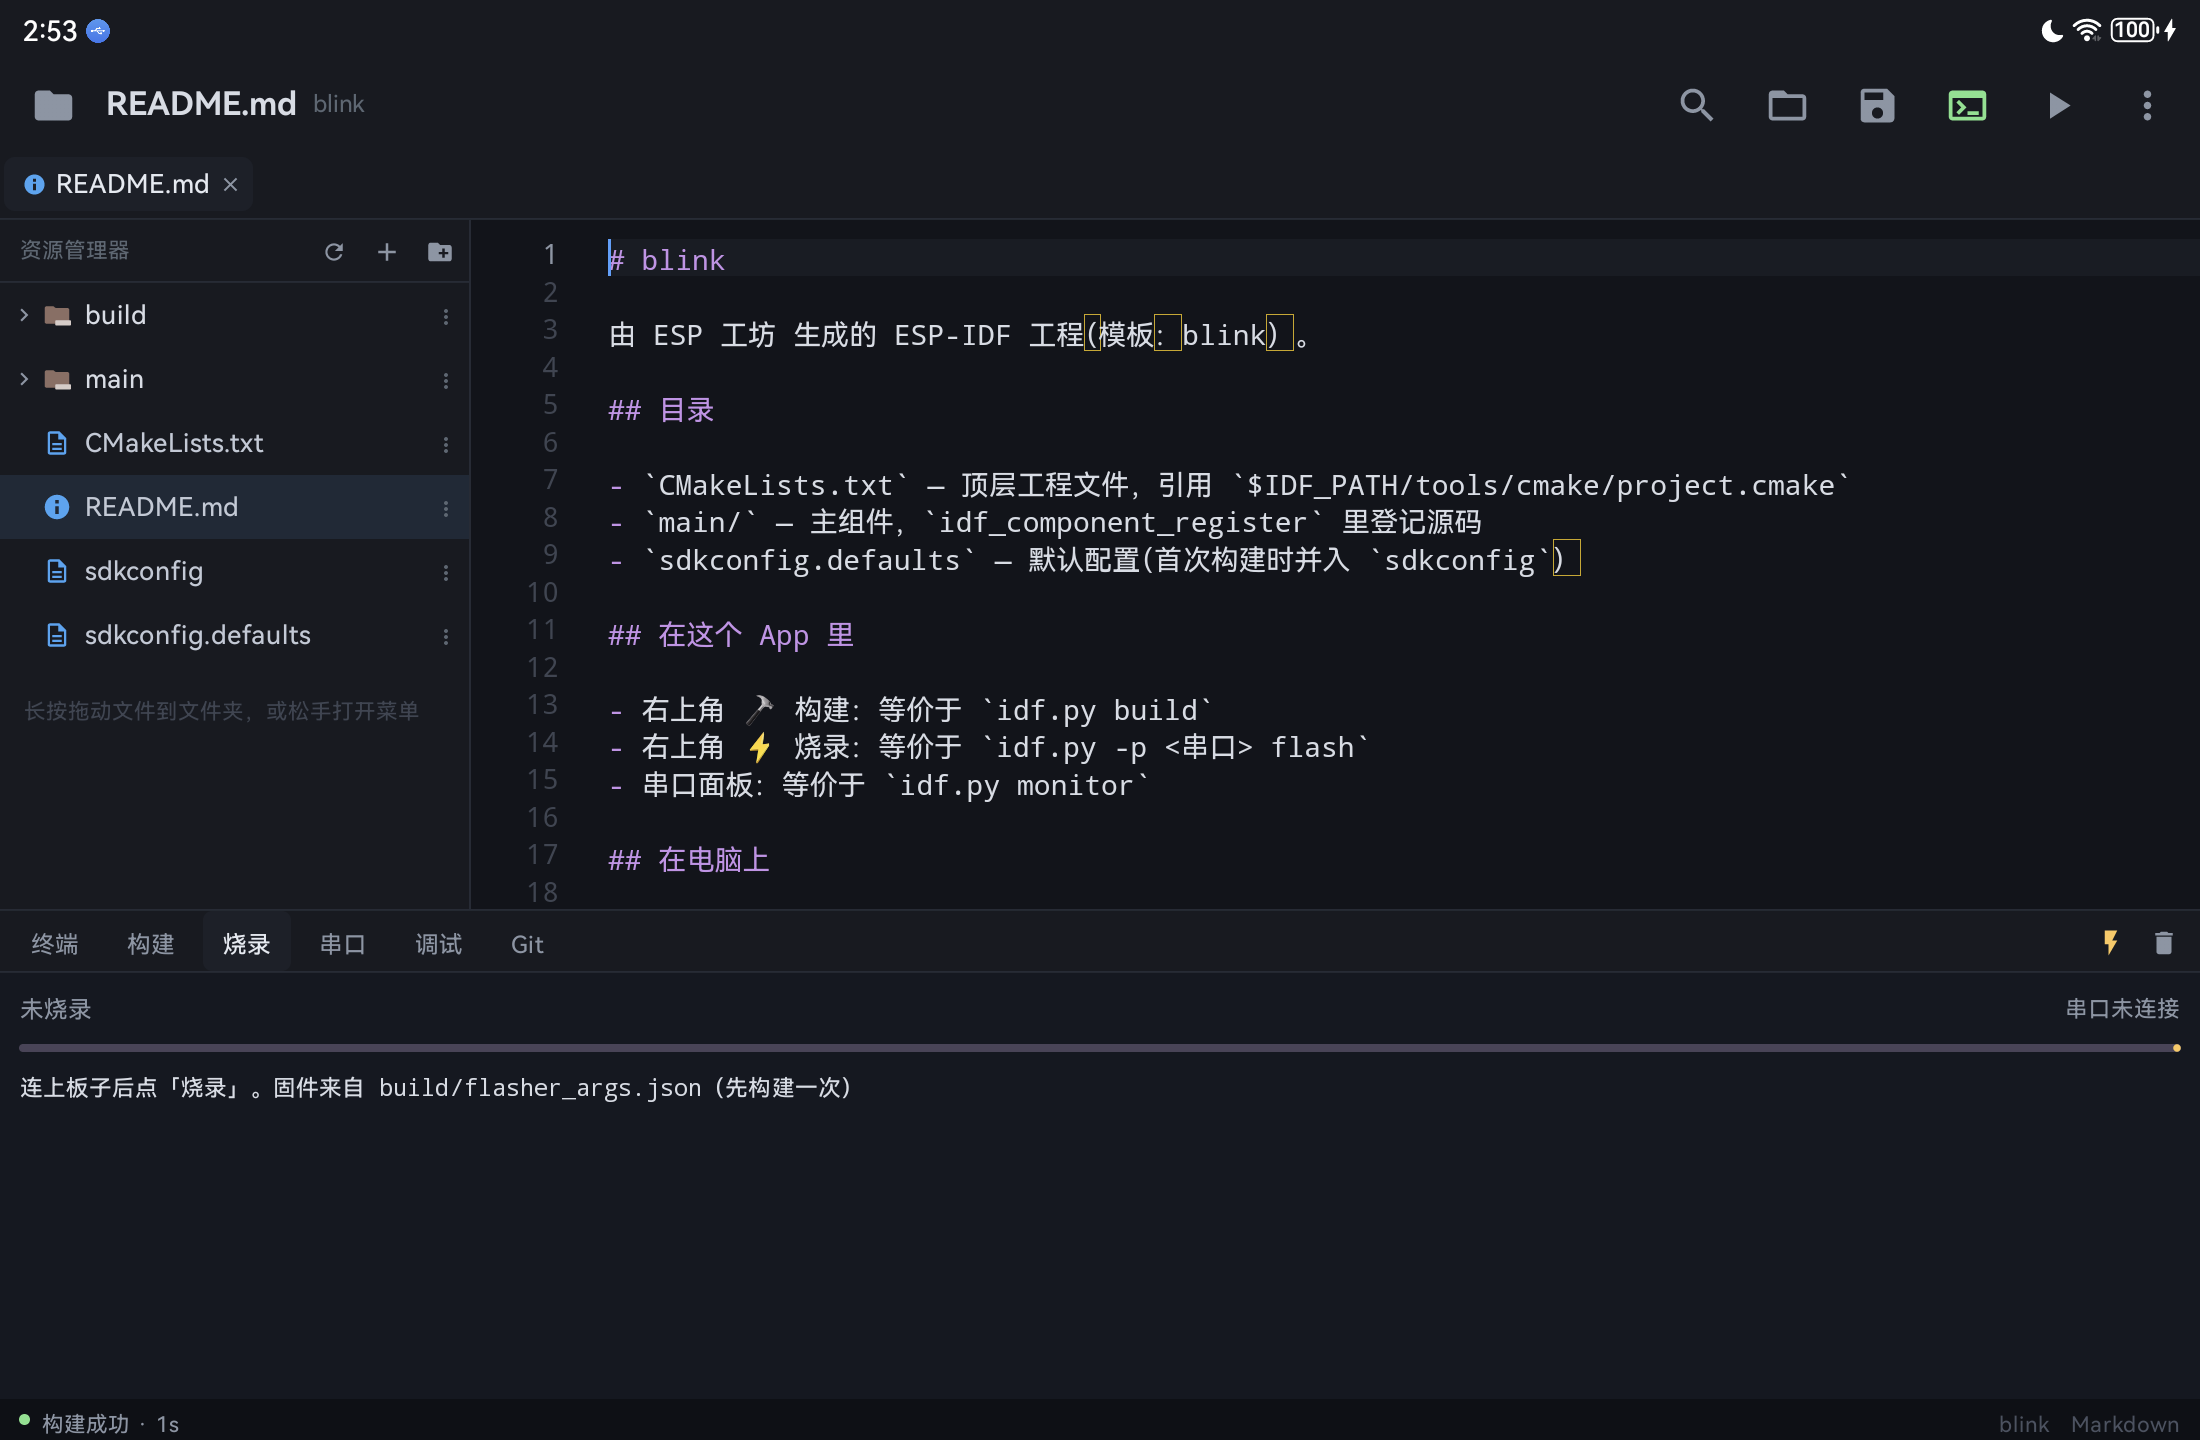 2:53
100
README.md blink
README.md
资源管理器
build
main
CMakeLists.txt
README.md
sdkconfig
sdkconfig.defaults
长按拖动文件到文件夹，或松手打开菜单
1 # blink
2
3 由 ESP 工坊 生成的 ESP-IDF 工程(模板：blink）。
4
5 ## 目录
6
7 - `CMakeLists.txt` — 顶层工程文件，引用 `$IDF_PATH/tools/cmake/project.cmake`
8 - `main/` — 主组件，`idf_component_register` 里登记源码
9 - `sdkconfig.defaults` — 默认配置(首次构建时并入 `sdkconfig`）
10
11 ## 在这个 App 里
12
13 - 右上角 🔨 构建：等价于 `idf.py build`
14 - 右上角 ⚡ 烧录：等价于 `idf.py -p <串口> flash`
15 - 串口面板：等价于 `idf.py monitor`
16
17 ## 在电脑上
18
终端 构建 烧录 串口 调试 Git
未烧录 串口未连接
连上板子后点「烧录」。固件来自 build/flasher_args.json（先构建一次）
构建成功 · 1s blink Markdown